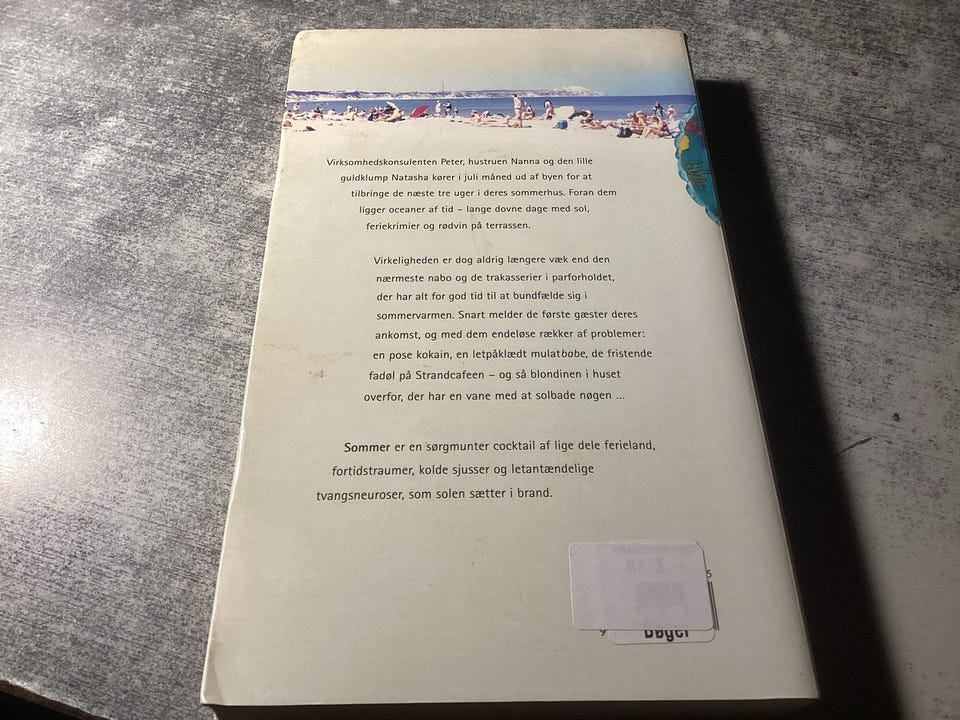 Virksomhedskonsulenten Peter, hustruen Nanna og den lille
guldklump Natasha kører i juli måned ud af byen for at
tilbringe de næste tre uger i deres sommerhus. Foran dem
ligger oceaner af tid – lange dovne dage med sol,
feriekrimier og rødvin på terrassen.
Virkeligheden er dog aldrig længere væk end den
nærmeste nabo og de trakasserier i parforholdet,
der har alt for god tid til at bundfælde sig i
sommervarmen. Snart melder de første gæster deres
ankomst, og med dem endeløse rækker af problemer:
en pose kokain, en letpåklædt mulatbabe, de fristende
fadøl på Strandcafeen – og så blondinen i huset
overfor, der har en vane med at solbade nøgen ...
Sommer er en sørgmunter cocktail af lige dele ferieland,
fortidstraumer, kolde sjusser og letantændelige
tvangsneuroser, som solen sætter i brand.
5
9
Bøger